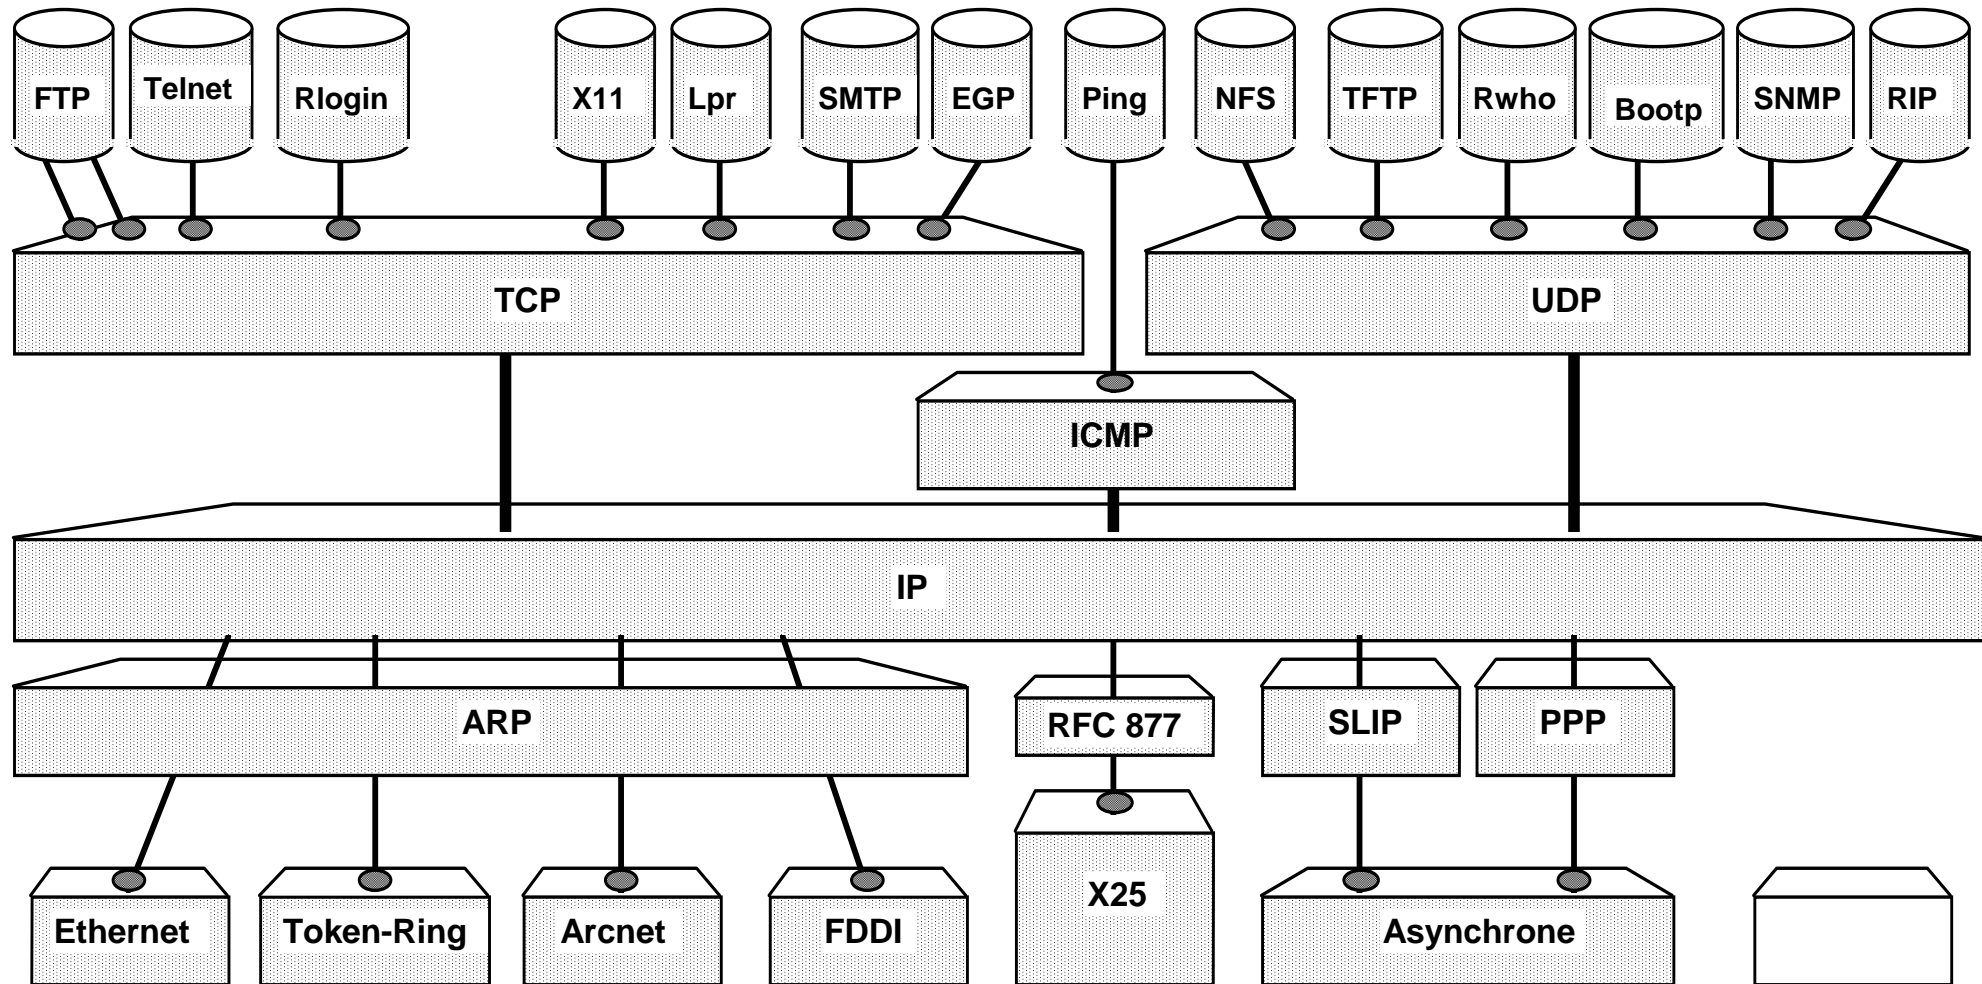 FTP
Telnet
Rlogin
X11
Lpr
SMTP
EGP
Ping
NFS
TFTP
Rwho
Bootp
SNMP
RIP
TCP
UDP
ICMP
IP
ARP
RFC 877
SLIP
PPP
Ethernet
Token-Ring
Arcnet
FDDI
X25
Asynchrone